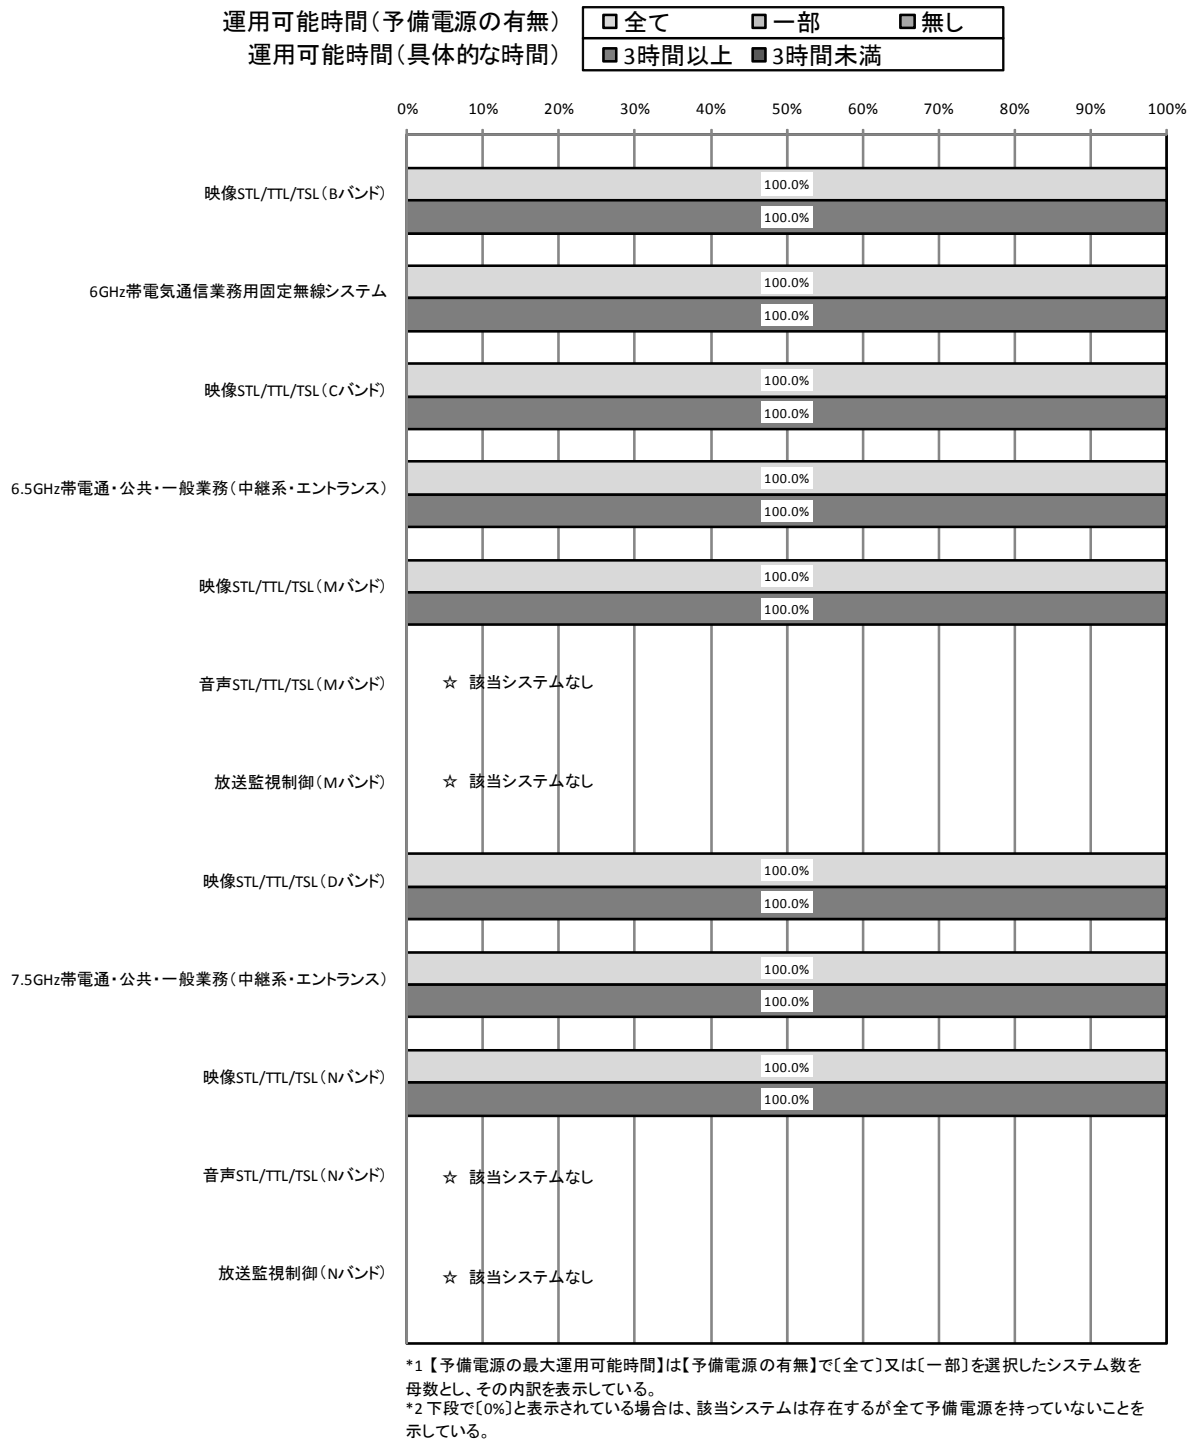 運用可能時間(予備電源の有無) 全て 一部 無し
運用可能時間(具体的な時間) 3時間以上 3時間未満
0% 10% 20% 30% 40% 50% 60% 70% 80% 90% 100%
映像STL/TTL/TSL(Bバンド)
100.0%
100.0%
6GHz帯電気通信業務用固定無線システム
100.0%
100.0%
映像STL/TTL/TSL(Cバンド)
100.0%
100.0%
6.5GHz帯電通・公共・一般業務(中継系・エントランス)
100.0%
100.0%
映像STL/TTL/TSL(Mバンド)
100.0%
100.0%
音声STL/TTL/TSL(Mバンド) ☆ 該当システムなし
放送監視制御(Mバンド) ☆ 該当システムなし
映像STL/TTL/TSL(Dバンド)
100.0%
100.0%
7.5GHz帯電通・公共・一般業務(中継系・エントランス)
100.0%
100.0%
映像STL/TTL/TSL(Nバンド)
100.0%
100.0%
音声STL/TTL/TSL(Nバンド) ☆ 該当システムなし
放送監視制御(Nバンド) ☆ 該当システムなし
*1 【予備電源の最大運用可能時間】は【予備電源の有無】で〔全て〕又は〔一部〕を選択したシステム数を
母数とし、その内訳を表示している。
*2 下段で〔0%〕と表示されている場合は、該当システムは存在するが全て予備電源を持っていないことを
示している。